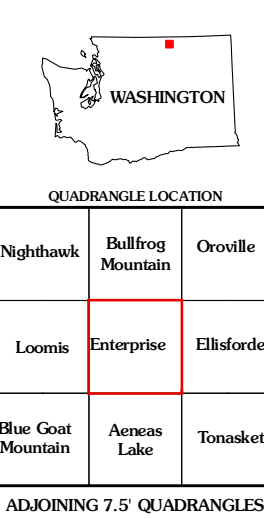 WASHINGTON
QUADRANGLE LOCATION
Nighthawk
Bullfrog
Mountain
Oroville
Loomis
Enterprise
Ellisforde
Blue Goat
Mountain
Aeneas
Lake
Tonasket
ADJOINING 7.5' QUADRANGLES